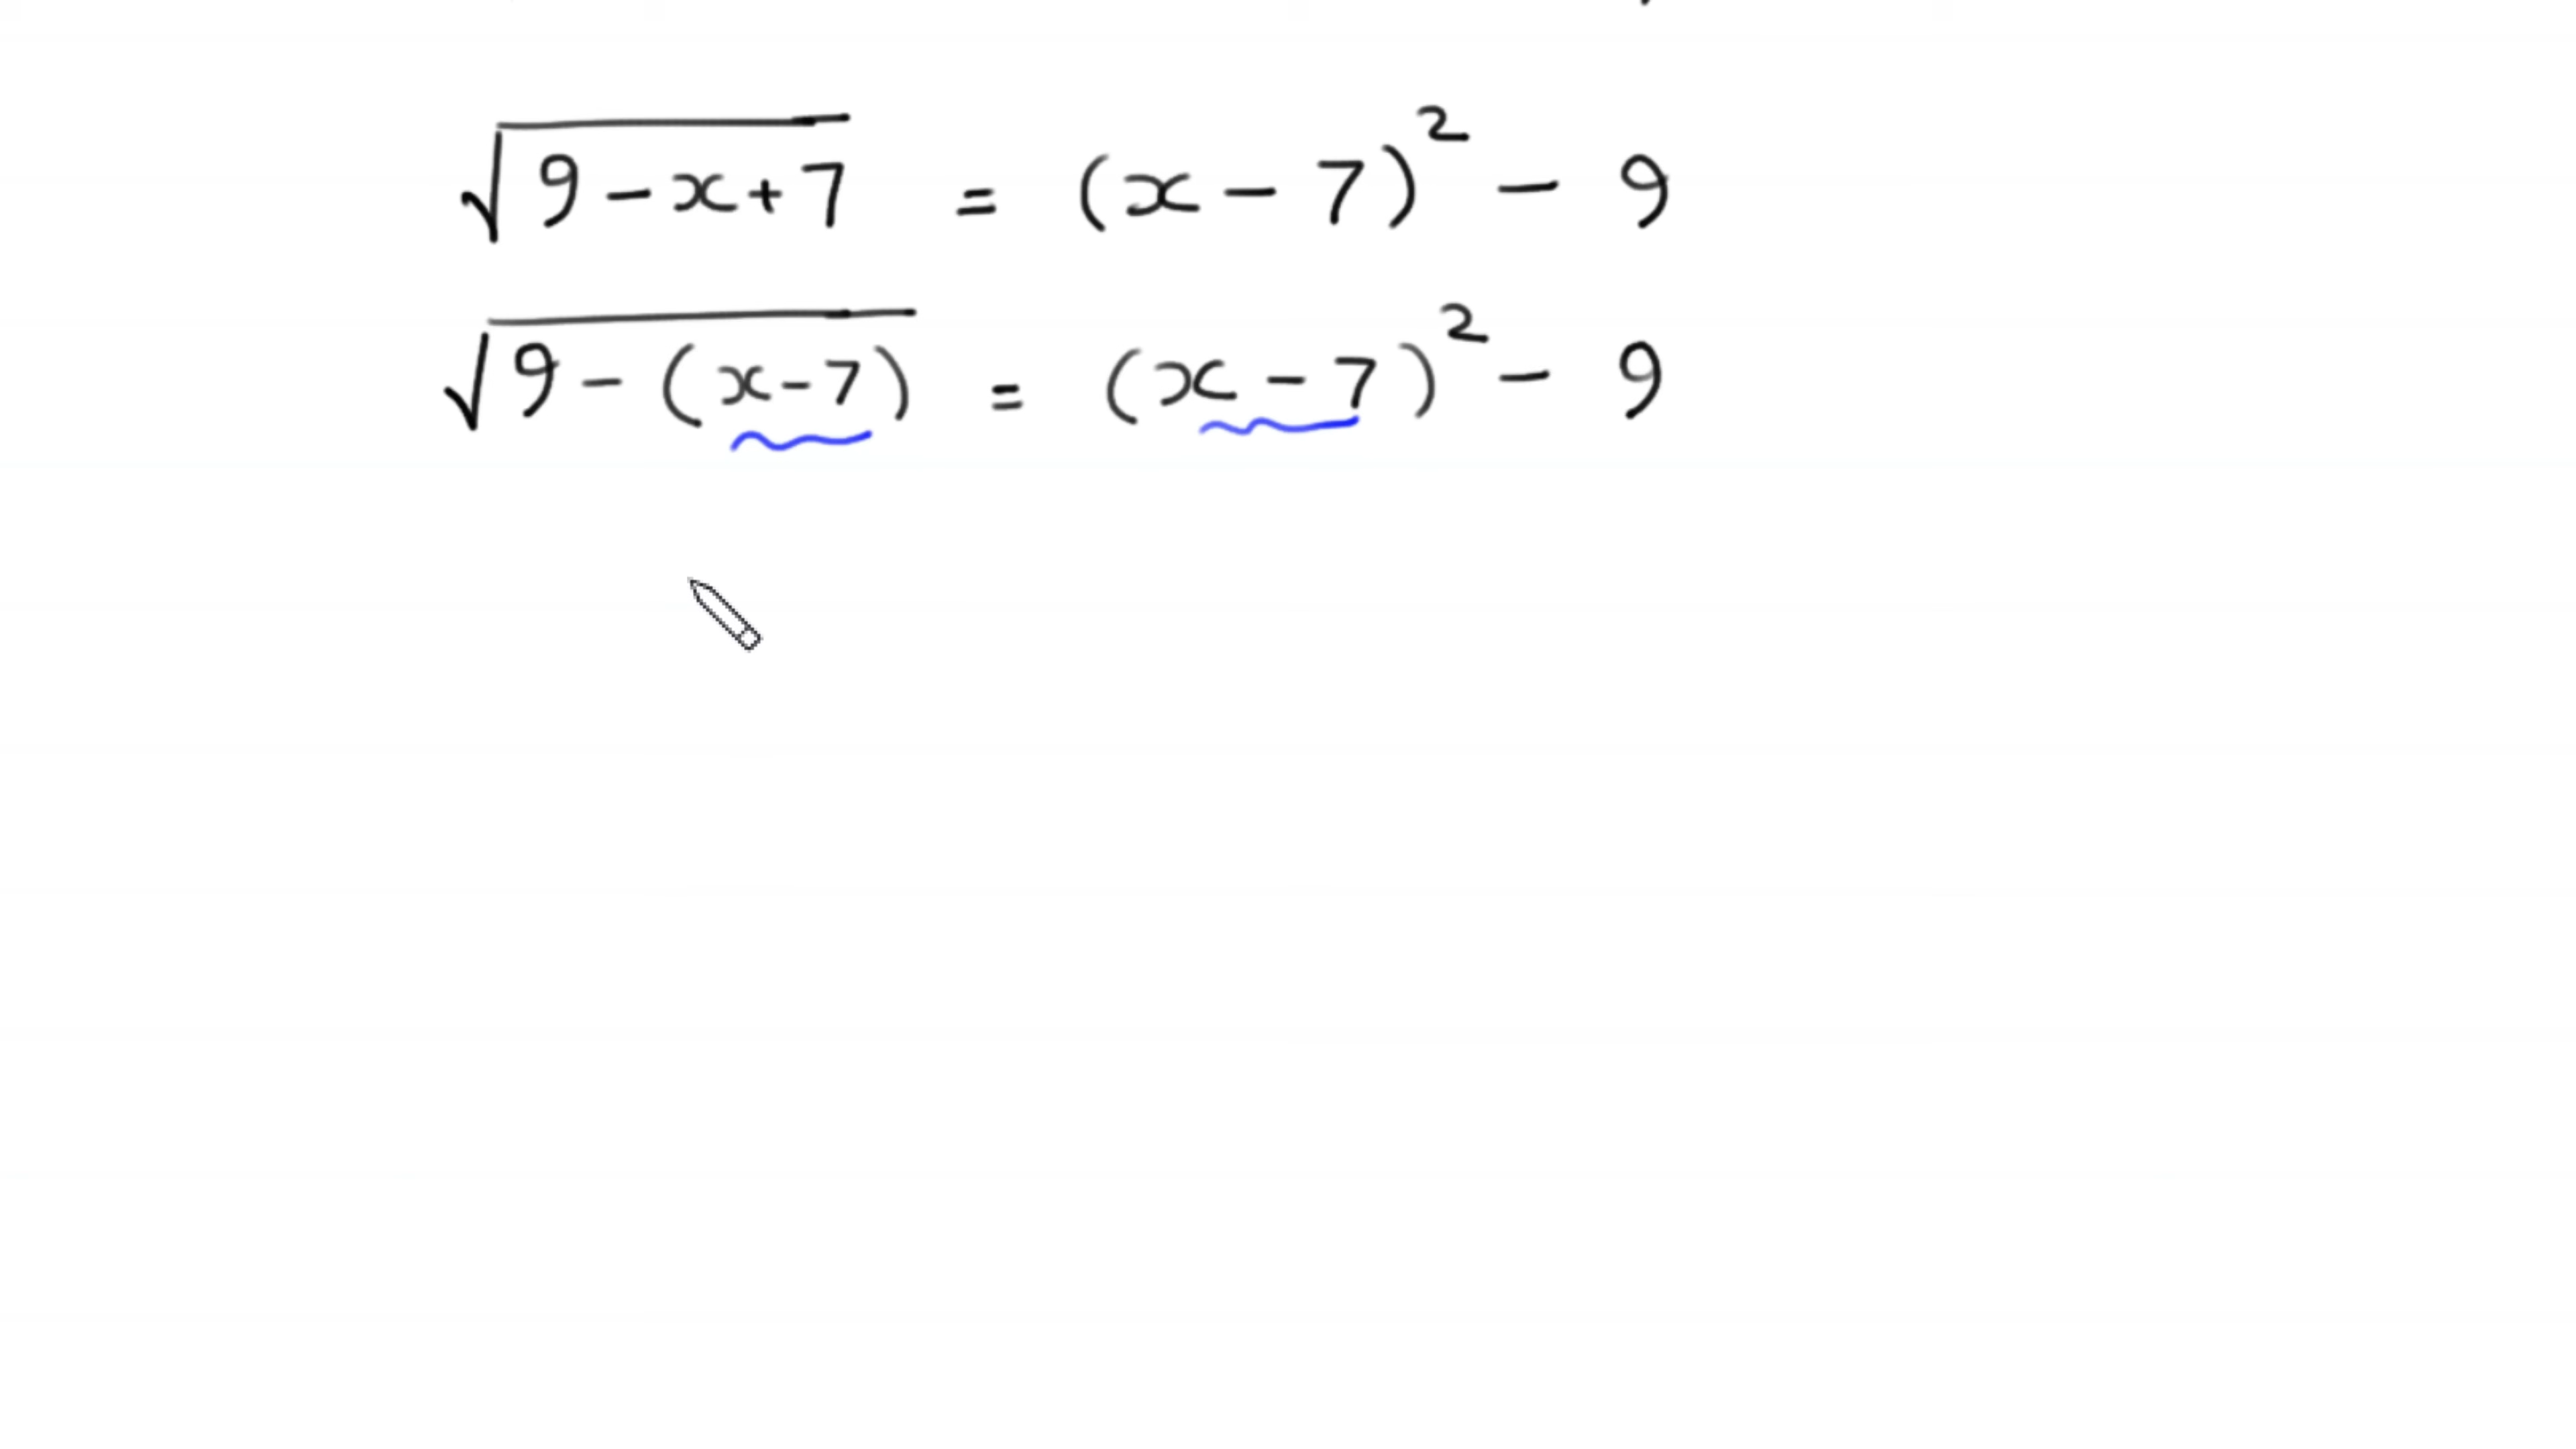 √(9 - x + 7) = (x - 7)² - 9
√(9 - (x - 7)) = (x - 7)² - 9